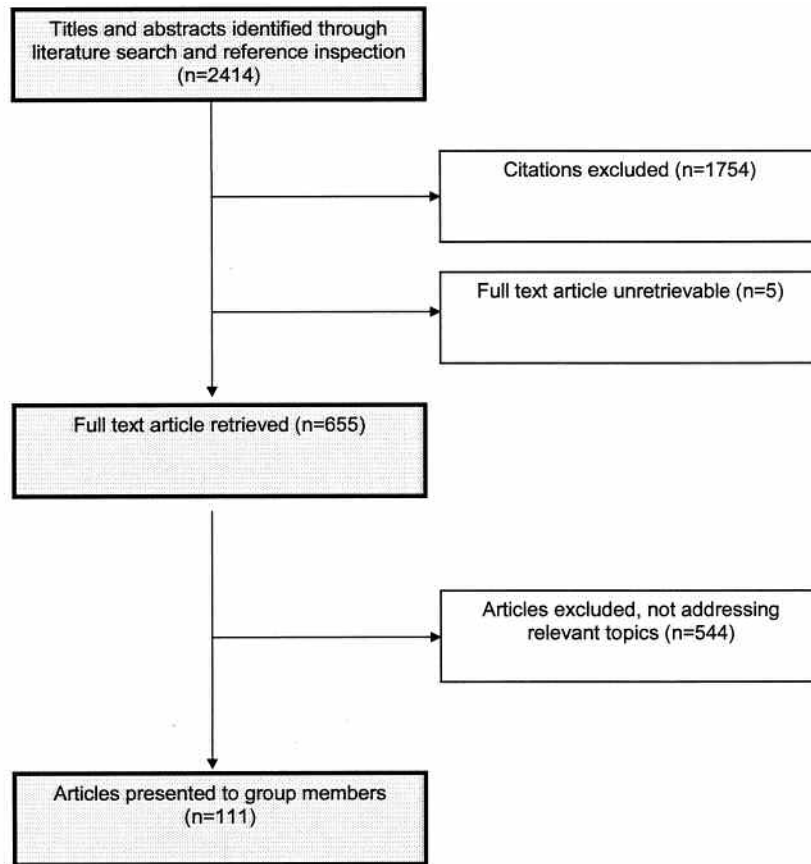 Titles and abstracts identified through
literature search and reference inspection
(n=2414)
Citations excluded (n=1754)
Full text article unretrievable (n=5)
Full text article retrieved (n=655)
Articles excluded, not addressing
relevant topics (n=544)
Articles presented to group members
(n=111)